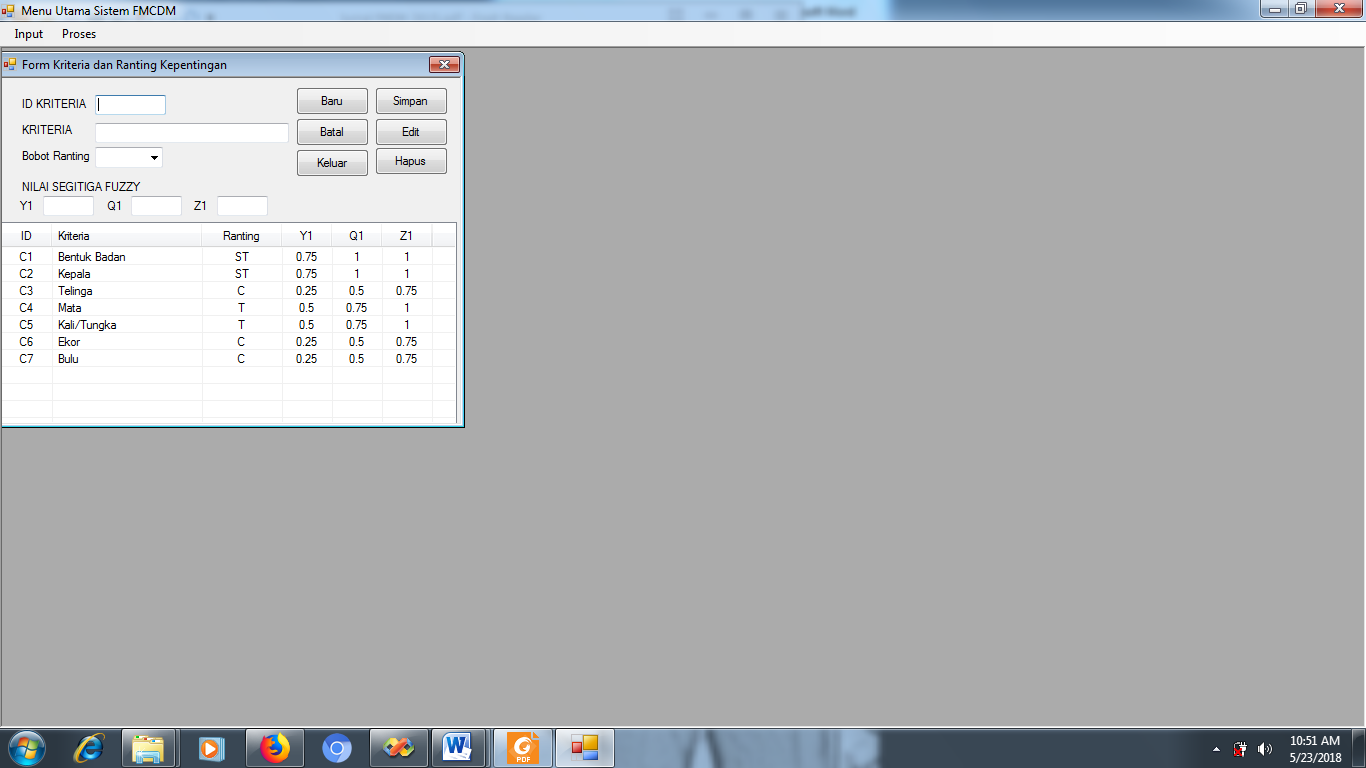 Menu Utama Sistem FMCDM
Input Proses
Form Kriteria dan Ranting Kepentingan
ID KRITERIA Baru Simpan
KRITERIA Batal Edit
Bobot Ranting Keluar Hapus
NILAI SEGITIGA FUZZY
Y1 Q1 Z1
ID Kriteria Ranting Y1 Q1 Z1
C1 Bentuk Badan ST 0.75 1 1
C2 Kepala ST 0.75 1 1
C3 Telinga C 0.25 0.5 0.75
C4 Mata T 0.5 0.75 1
C5 Kali/Tungka T 0.5 0.75 1
C6 Ekor C 0.25 0.5 0.75
C7 Bulu C 0.25 0.5 0.75
PDF
10:51 AM
5/23/2018